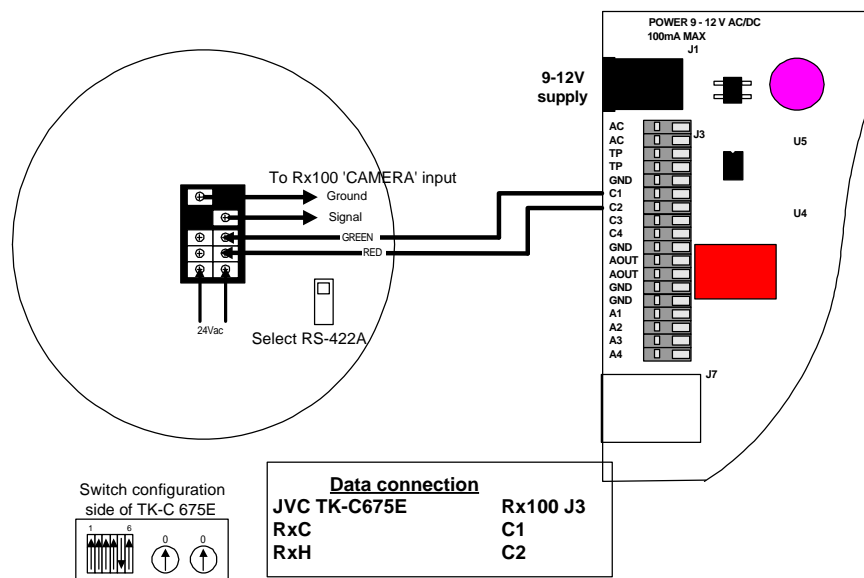 POWER 9 - 12 V AC/DC
100mA MAX
J1
9-12V
supply
AC
J3
AC
U5
TP
TP
GND
C1
C2
U4
C3
C4
GND
AOUT
AOUT
GND
GND
A1
A2
A3
A4
J7
To Rx100 'CAMERA' input
Ground
Signal
GREEN
RED
24Vac
Select RS-422A
Switch configuration
side of TK-C 675E
1 6
0 0
Data connection
JVC TK-C675E Rx100 J3
RxC C1
RxH C2